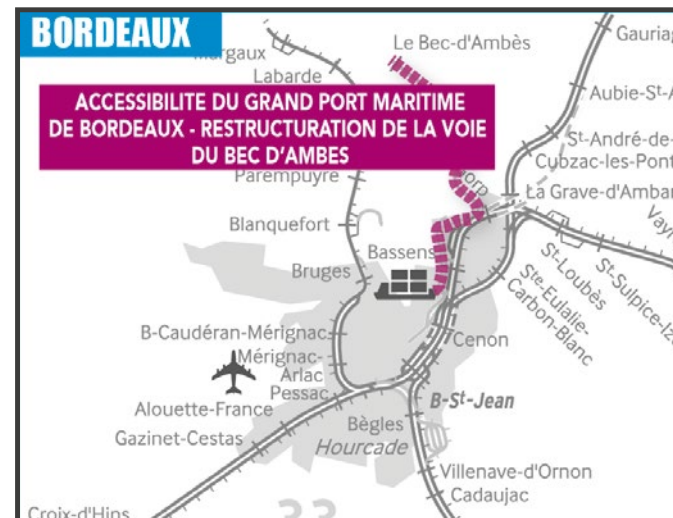 BORDEAUX
Margaux
Labarde
Le Bec-d'Ambès
Gauriag
ACCESSIBILITE DU GRAND PORT MARITIME
DE BORDEAUX - RESTRUCTURATION DE LA VOIE
DU BEC D'AMBES
Aubie-St-A
St-André-de-
Cubzac-les-Pont
Parempuyre
La Grave-d'Ambar
Blanquefort
Bassens
Bruges
Vayr
St-Loubès
St-Sulpice-Iz
Ste-Eulalie-
Carbon-Blanc
B-Caudéran-Mérignac
Cenon
Mérignac-
Arlac
Pessac
Alouette-France
B-St-Jean
Bègles
Gazinet-Cestas
Hourcade
Villenave-d'Ornon
Cadaujac
Croix-d'Hins
33